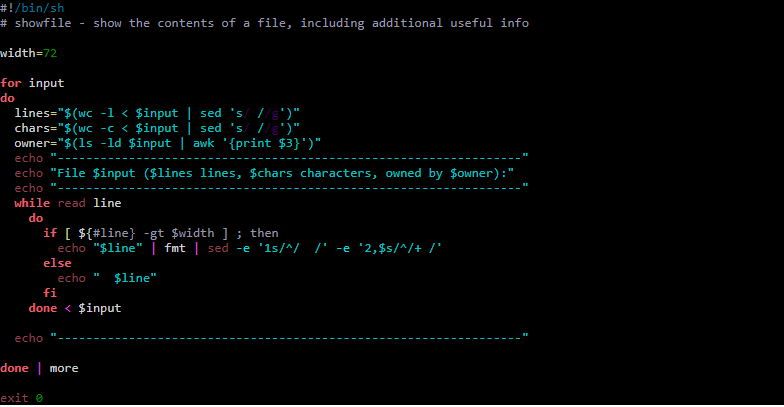 #!/bin/sh
# showfile - show the contents of a file, including additional useful info
width=72
for input
do
  lines="$(wc -l < $input | sed 's/ //g')"
  chars="$(wc -c < $input | sed 's/ //g')"
  owner="$(ls -ld $input | awk '{print $3}')"
  echo "-----------------------------------------------------------------"
  echo "File $input ($lines lines, $chars characters, owned by $owner):"
  echo "-----------------------------------------------------------------"
  while read line
    do
      if [ ${#line} -gt $width ] ; then
        echo "$line" | fmt | sed -e '1s/^/  /' -e '2,$s/^/+ /'
      else
        echo "  $line"
      fi
    done < $input
  echo "-----------------------------------------------------------------"
done | more
exit 0